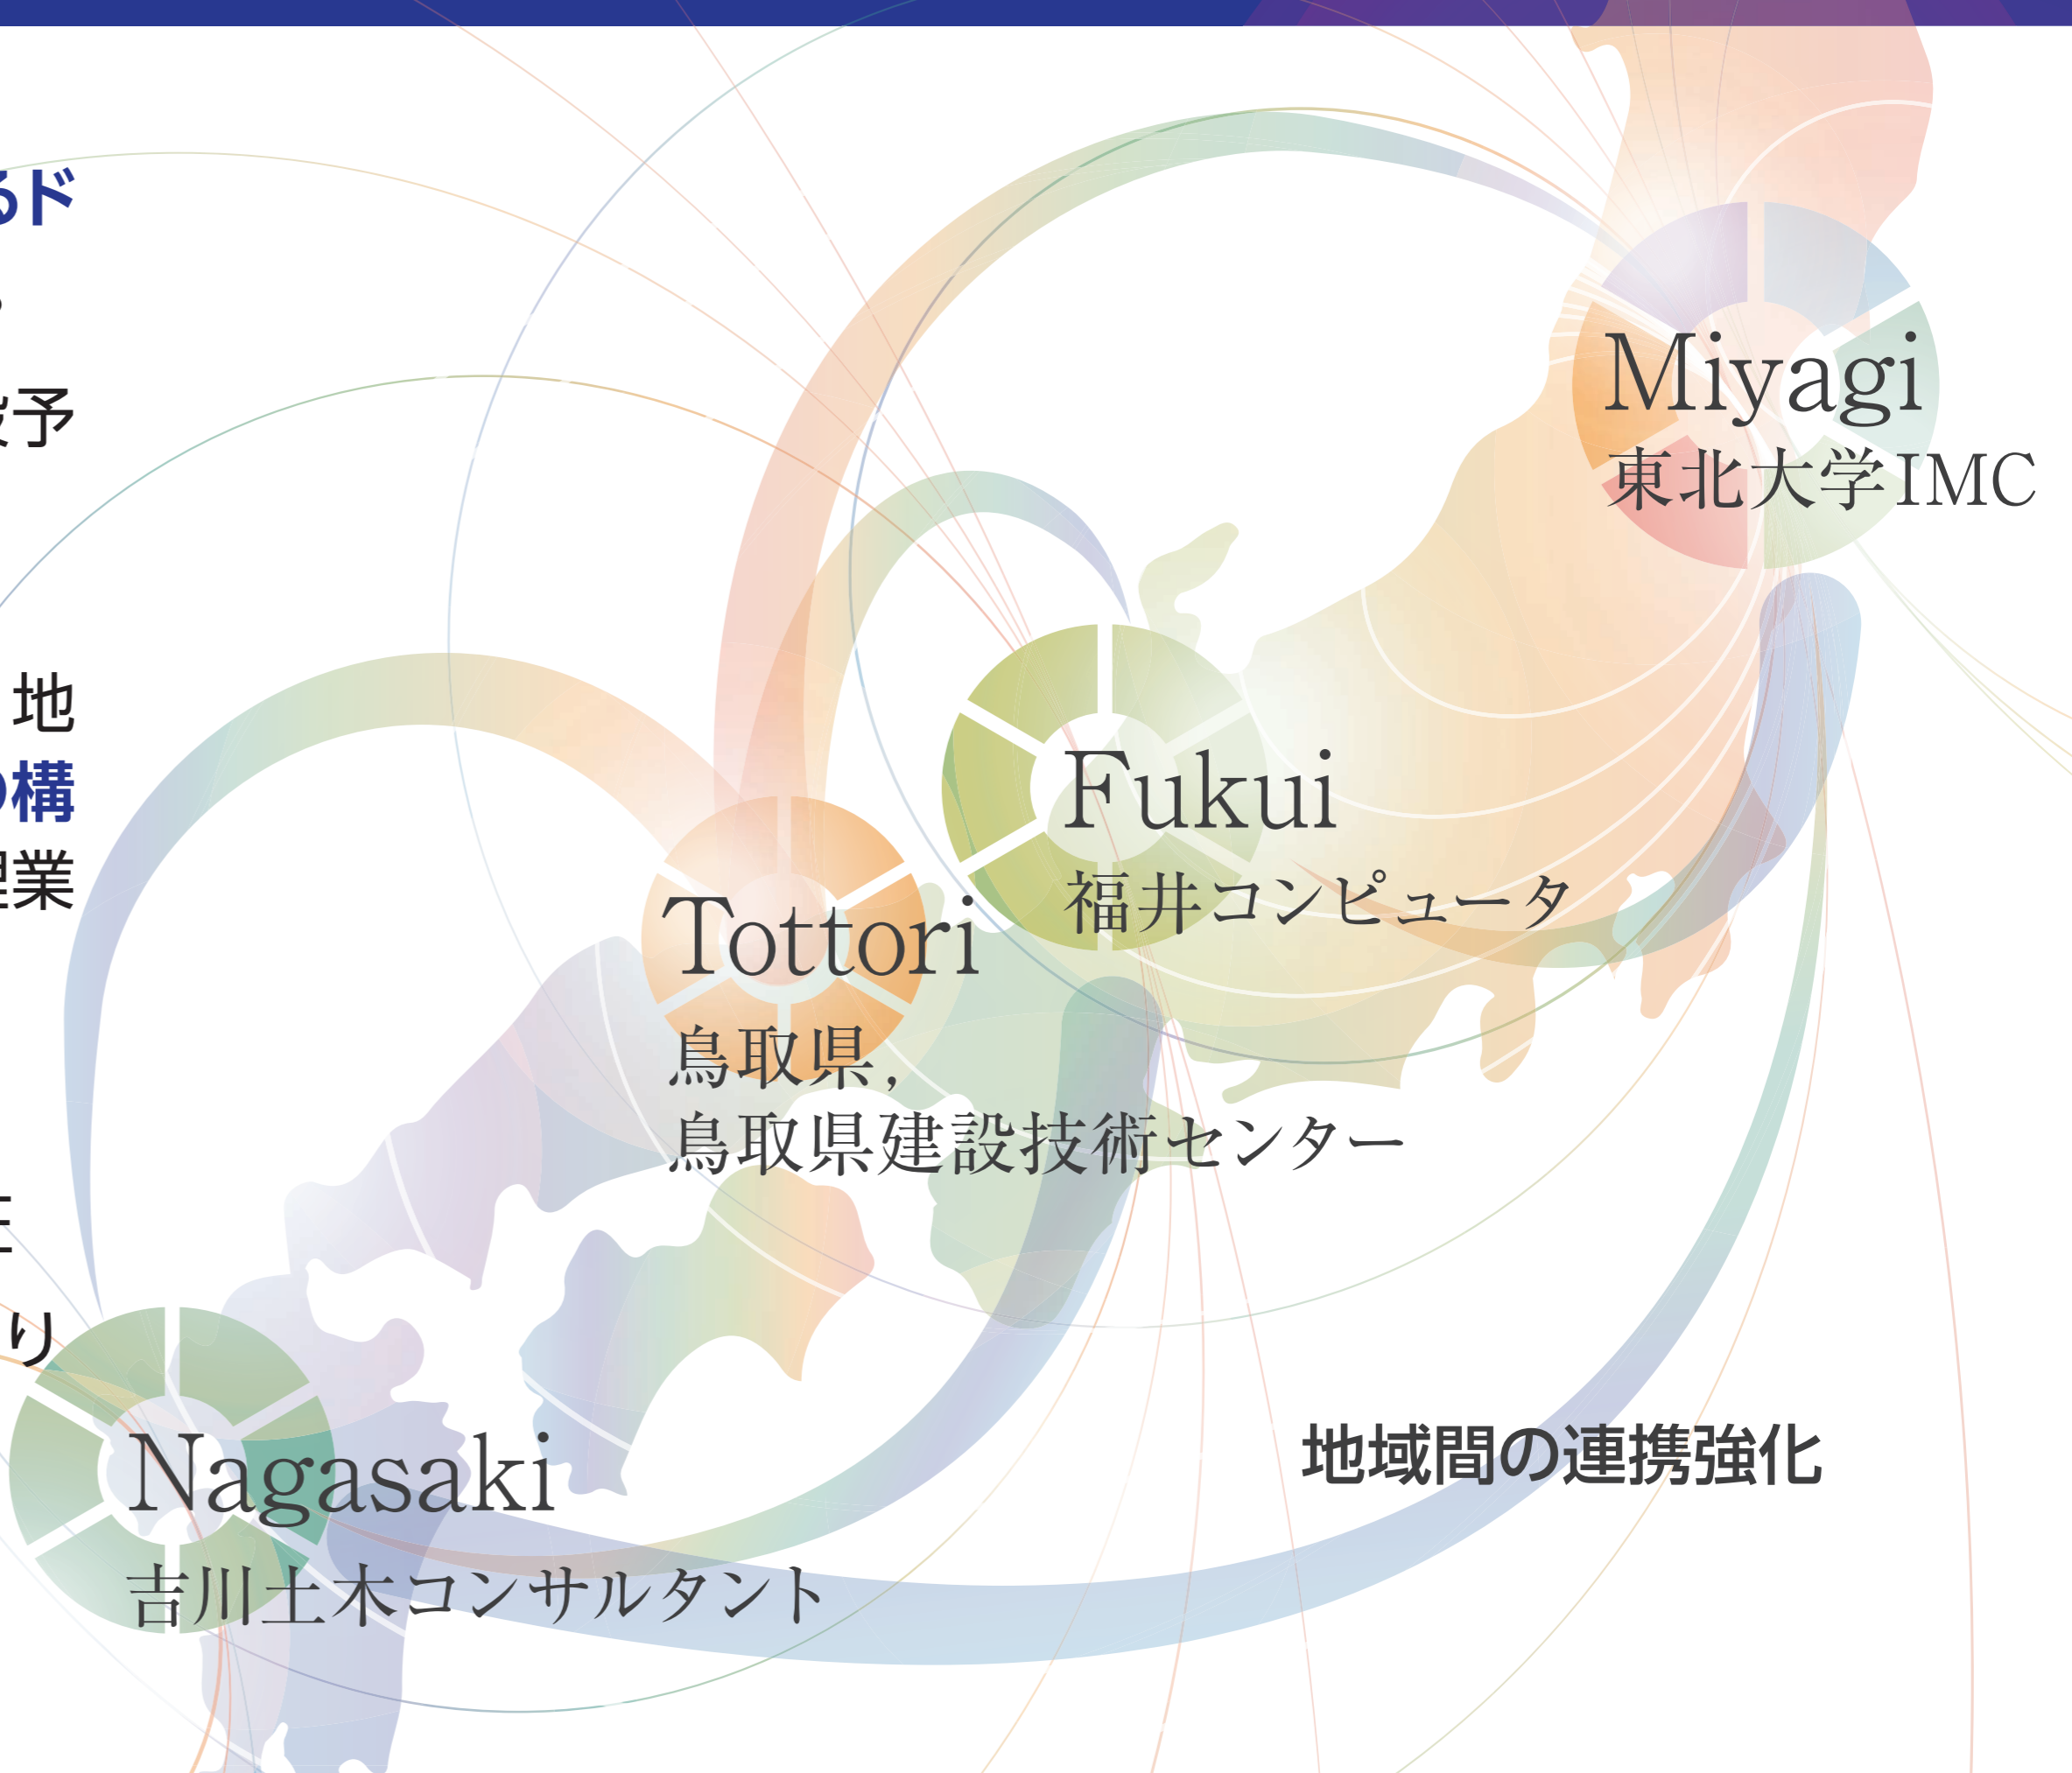 るド
予
地
の構
理業
り
Miyagi
東北大学IMC
Fukui
福井コンピュータ
Tottori
鳥取県,
鳥取県建設技術センター
Nagasaki
吉川土木コンサルタント
地域間の連携強化